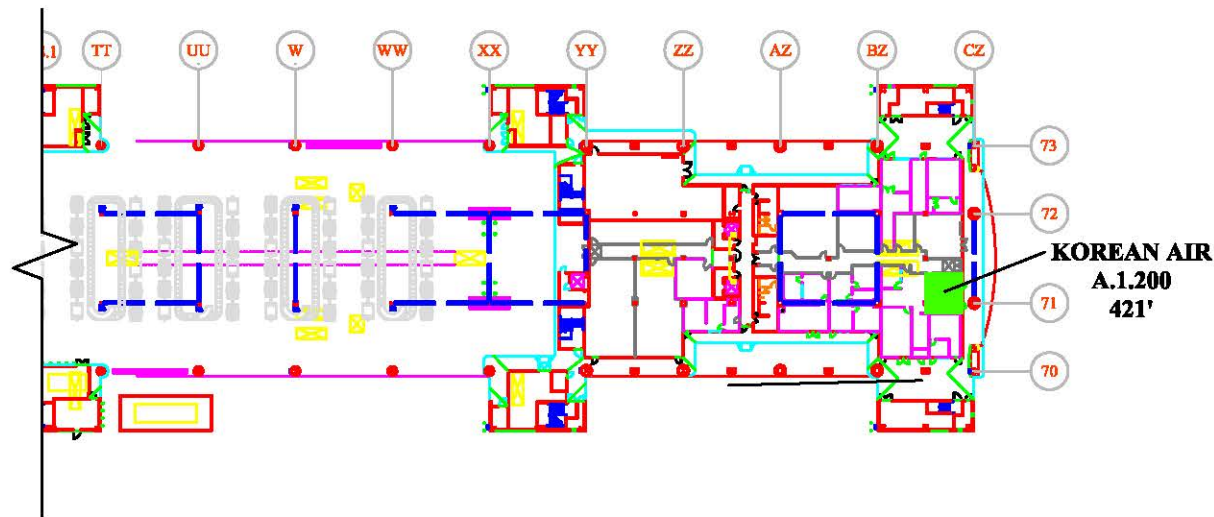 TT
UU
W
WW
XX
YY
ZZ
AZ
BZ
CZ
73
72
KOREAN AIR
A.1.200
421'
71
70